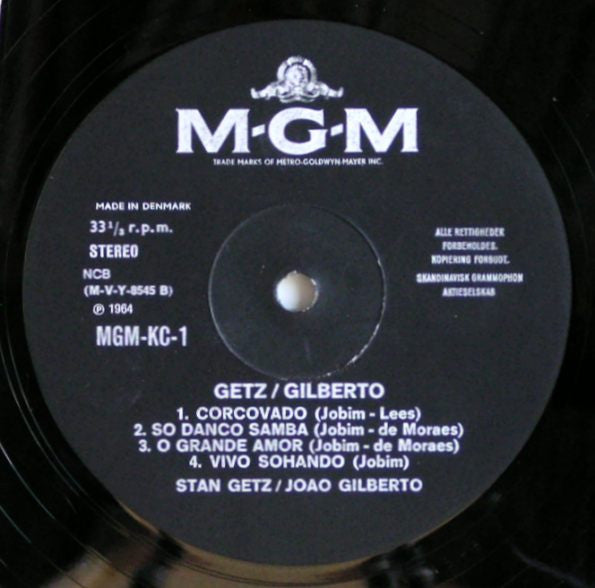 M-G-M
TRADE MARKS OF METRO-GOLDWYN-MAYER INC.
MADE IN DENMARK
33 1/3 r.p.m.
STEREO
NCB
(M-V-Y-8545 B)
℗ 1964
MGM-KC-1
ALLE RETTIGHEDER
FORBEHOLDES.
KOPIERING FORBUDT.
SKANDINAVISK GRAMMOPHON
AKTIESELSKAB
GETZ / GILBERTO
1. CORCOVADO (Jobim - Lees)
2. SO DANCO SAMBA (Jobim - de Moraes)
3. O GRANDE AMOR (Jobim - de Moraes)
4. VIVO SOHANDO (Jobim)
STAN GETZ / JOAO GILBERTO